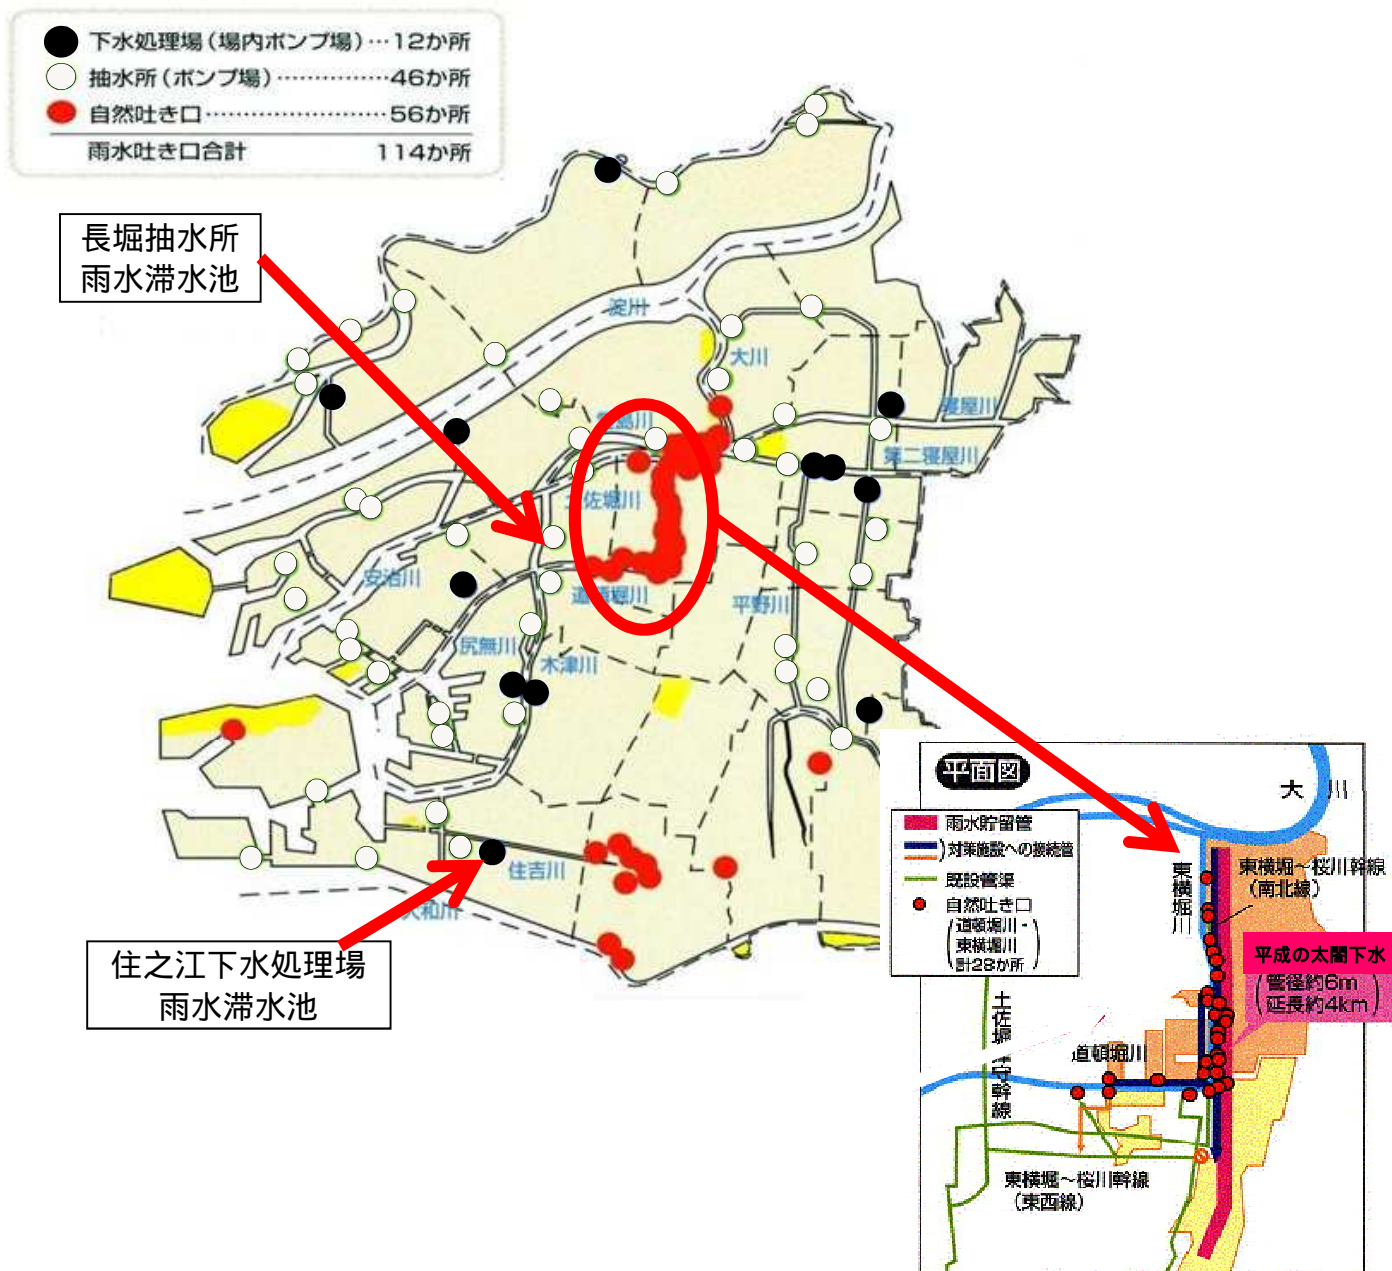 下水処理場(場内ポンプ場)…12か所
抽水所(ポンプ場)……………46か所
自然吐き口……………………56か所
雨水吐き口合計 114か所
長堀抽水所
雨水滞水池
淀川
大川
堂島川
寝屋川
第二寝屋川
土佐堀川
安治川
道頓堀川
平野川
尻無川
木津川
住吉川
大和川
住之江下水処理場
雨水滞水池
平面図
大川
雨水貯留管
対策施設への接続管
既設管渠
自然吐き口
(道頓堀川・
東横堀川
計28か所)
東横堀川
東横堀~桜川幹線
(南北線)
平成の太閤下水
(管径約6m
延長約4km)
道頓堀川
東横堀~桜川幹線
(東西線)